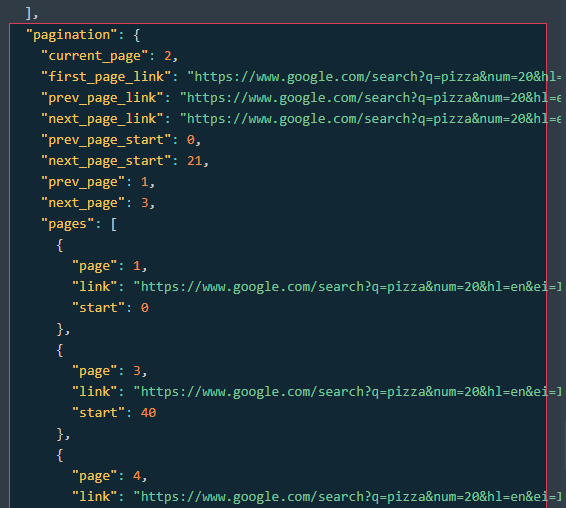 ],
"pagination": {
"current_page": 2,
"first_page_link": "https://www.google.com/search?q=pizza&num=20&hl=
"prev_page_link": "https://www.google.com/search?q=pizza&num=20&hl=e
"next_page_link": "https://www.google.com/search?q=pizza&num=20&hl=e
"prev_page_start": 0,
"next_page_start": 21,
"prev_page": 1,
"next_page": 3,
"pages": [
{
"page": 1,
"link": "https://www.google.com/search?q=pizza&num=20&hl=en&ei=
"start": 0
},
{
"page": 3,
"link": "https://www.google.com/search?q=pizza&num=20&hl=en&ei=
"start": 40
},
{
"page": 4,
"link": "https://www.google.com/search?q=pizza&num=20&hl=en&ei=